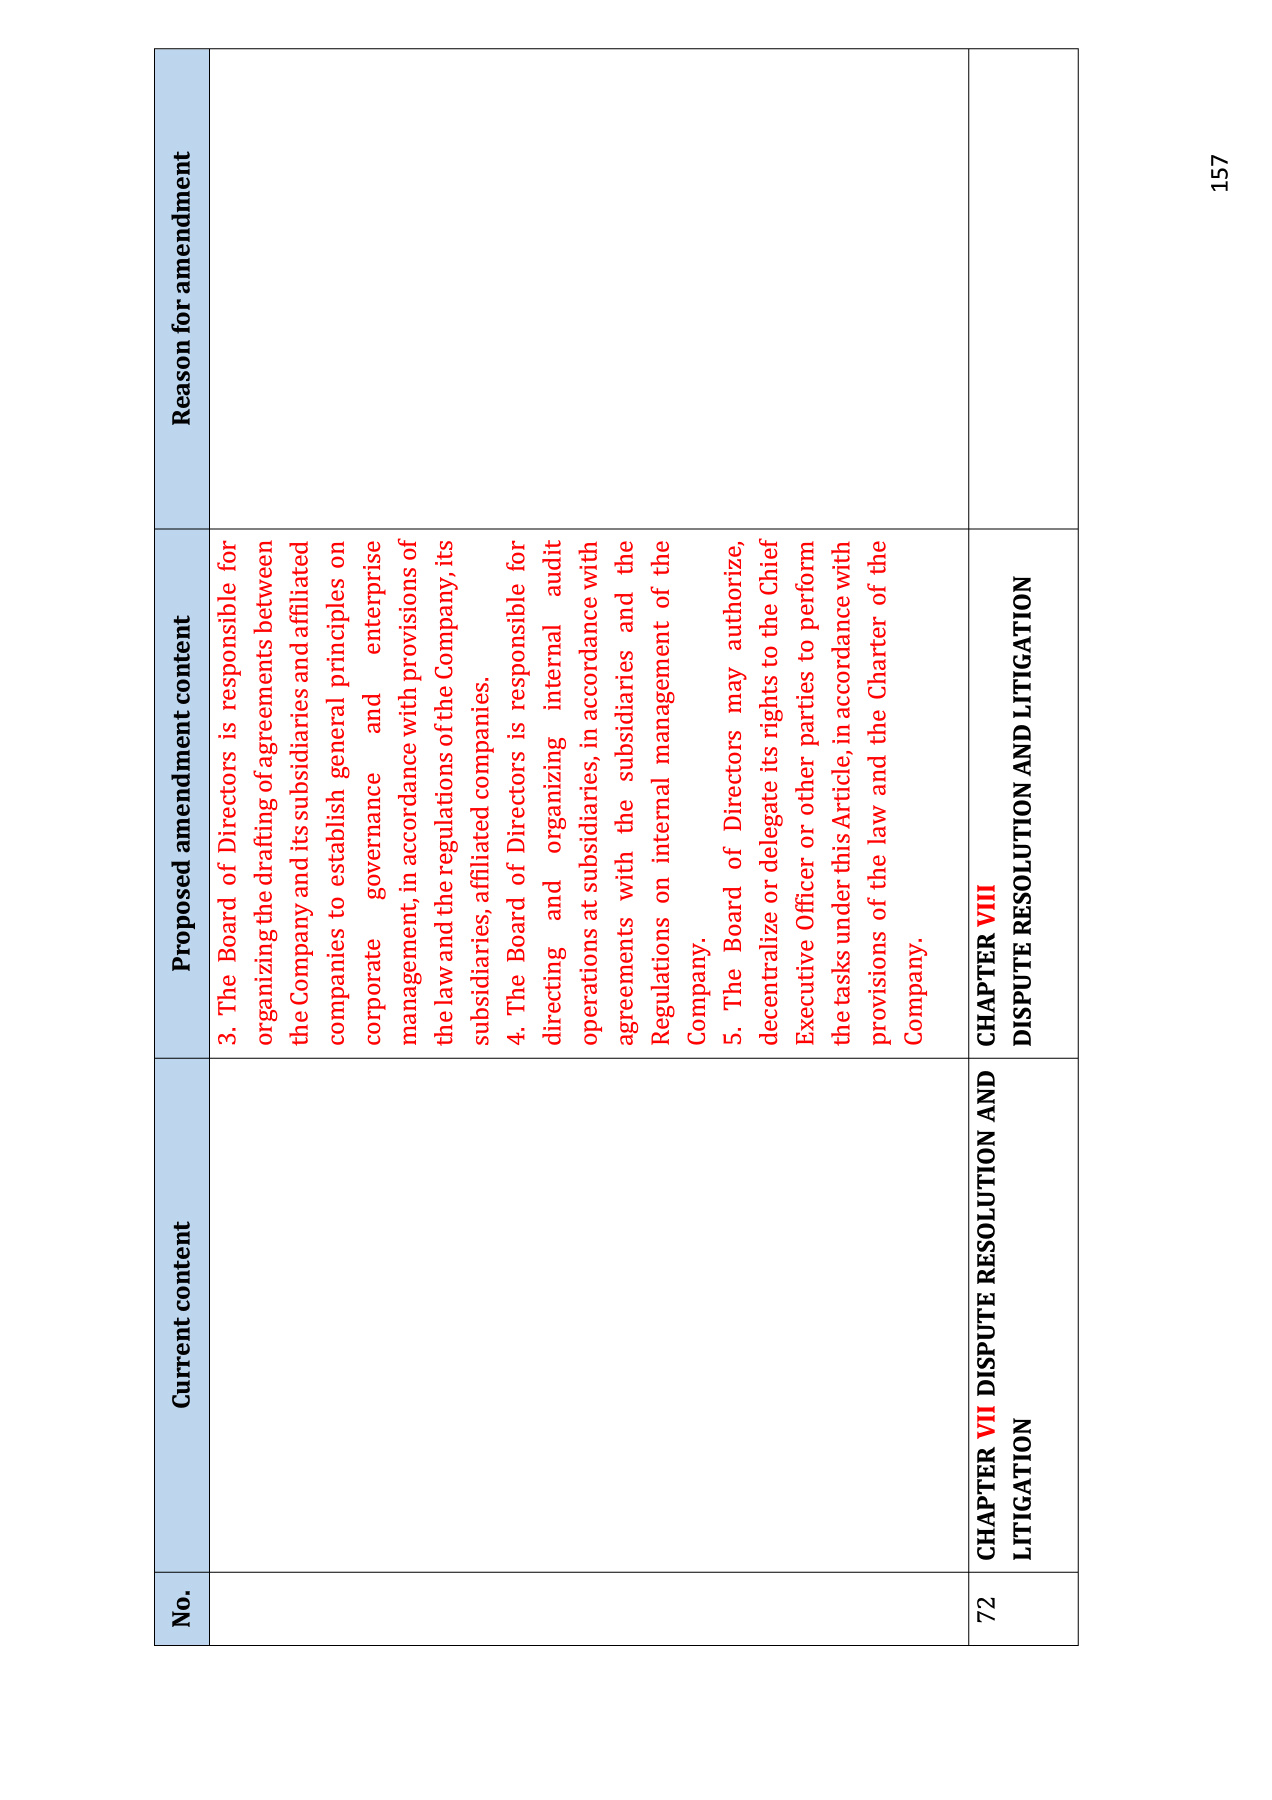 No.
Current content
Proposed amendment content
Reason for amendment
3. The Board of Directors is responsible for
organizing the drafting of agreements between
the Company and its subsidiaries and affiliated
companies to establish general principles on
corporate governance and enterprise
management, in accordance with provisions of
the law and the regulations of the Company, its
subsidiaries, affiliated companies.
4. The Board of Directors is responsible for
directing and organizing internal audit
operations at subsidiaries, in accordance with
agreements with the subsidiaries and the
Regulations on internal management of the
Company.
5. The Board of Directors may authorize,
decentralize or delegate its rights to the Chief
Executive Officer or other parties to perform
the tasks under this Article, in accordance with
provisions of the law and the Charter of the
Company.
72
CHAPTER VII DISPUTE RESOLUTION AND
LITIGATION
CHAPTER VIII
DISPUTE RESOLUTION AND LITIGATION
157